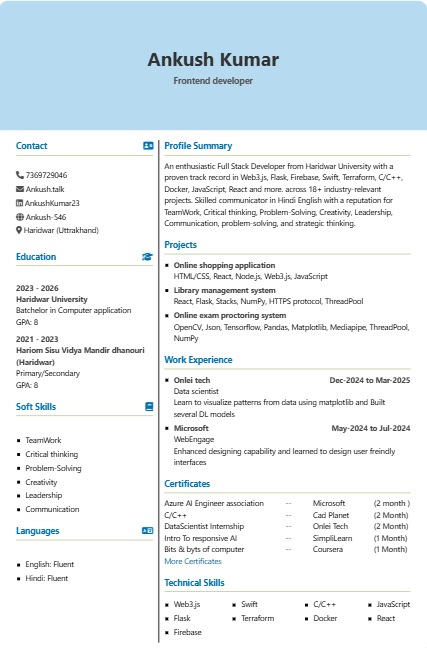 Ankush Kumar
Frontend developer
Contact
7369729046
Ankush.talk
AnkushKumar23
Ankush-546
Haridwar (Uttrakhand)
Education
2023 - 2026
Haridwar University
Batchelor in Computer application
GPA: 8
2021 - 2023
Hariom Sisu Vidya Mandir dhanouri
(Haridwar)
Primary/Secondary
GPA: 8
Soft Skills
TeamWork
Critical thinking
Problem-Solving
Creativity
Leadership
Communication
Languages
English: Fluent
Hindi: Fluent
Profile Summary
An enthusiastic Full Stack Developer from Haridwar University with a
proven track record in Web3.js, Flask, Firebase, Swift, Terraform, C/C++,
Docker, JavaScript, React and more. across 18+ industry-relevant
projects. Skilled communicator in Hindi English with a reputation for
TeamWork, Critical thinking, Problem-Solving, Creativity, Leadership,
Communication, problem-solving, and strategic thinking.
Projects
Online shopping application
HTML/CSS, React, Node.js, Web3.js, JavaScript
Library management system
React, Flask, Stacks, NumPy, HTTPS protocol, ThreadPool
Online exam proctoring system
OpenCV, Json, Tensorflow, Pandas, Matplotlib, Mediapipe, ThreadPool,
NumPy
Work Experience
Onlei tech Dec-2024 to Mar-2025
Data scientist
Learn to visualize patterns from data using matplotlib and Built
several DL models
Microsoft May-2024 to Jul-2024
WebEngage
Enhanced designing capability and learned to design user freindly
interfaces
Certificates
Azure AI Engineer association -- Microsoft (2 month )
C/C++ -- Cad Planet (2 Month)
DataScientist Internship -- Onlei Tech (2 Month)
Intro To responsive AI -- SimpliLearn (1 Month)
Bits & byts of computer -- Coursera (1 Month)
More Certificates
Technical Skills
Web3.js Swift C/C++ JavaScript
Flask Terraform Docker React
Firebase